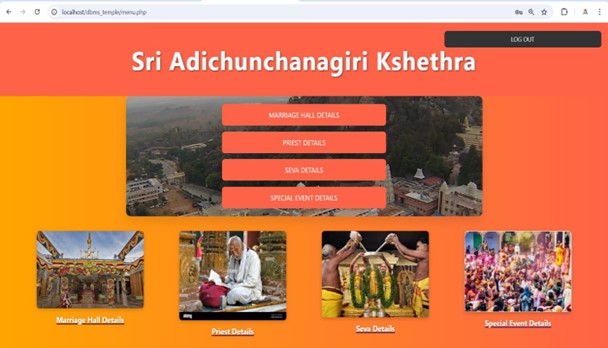 localhost/dbms_temple/menu.php
LOG OUT
Sri Adichunchanagiri Kshethra
MARRIAGE HALL DETAILS
PRIEST DETAILS
SEVA DETAILS
SPECIAL EVENT DETAILS
Marriage Hall Details
Priest Details
Seva Details
Special Event Details